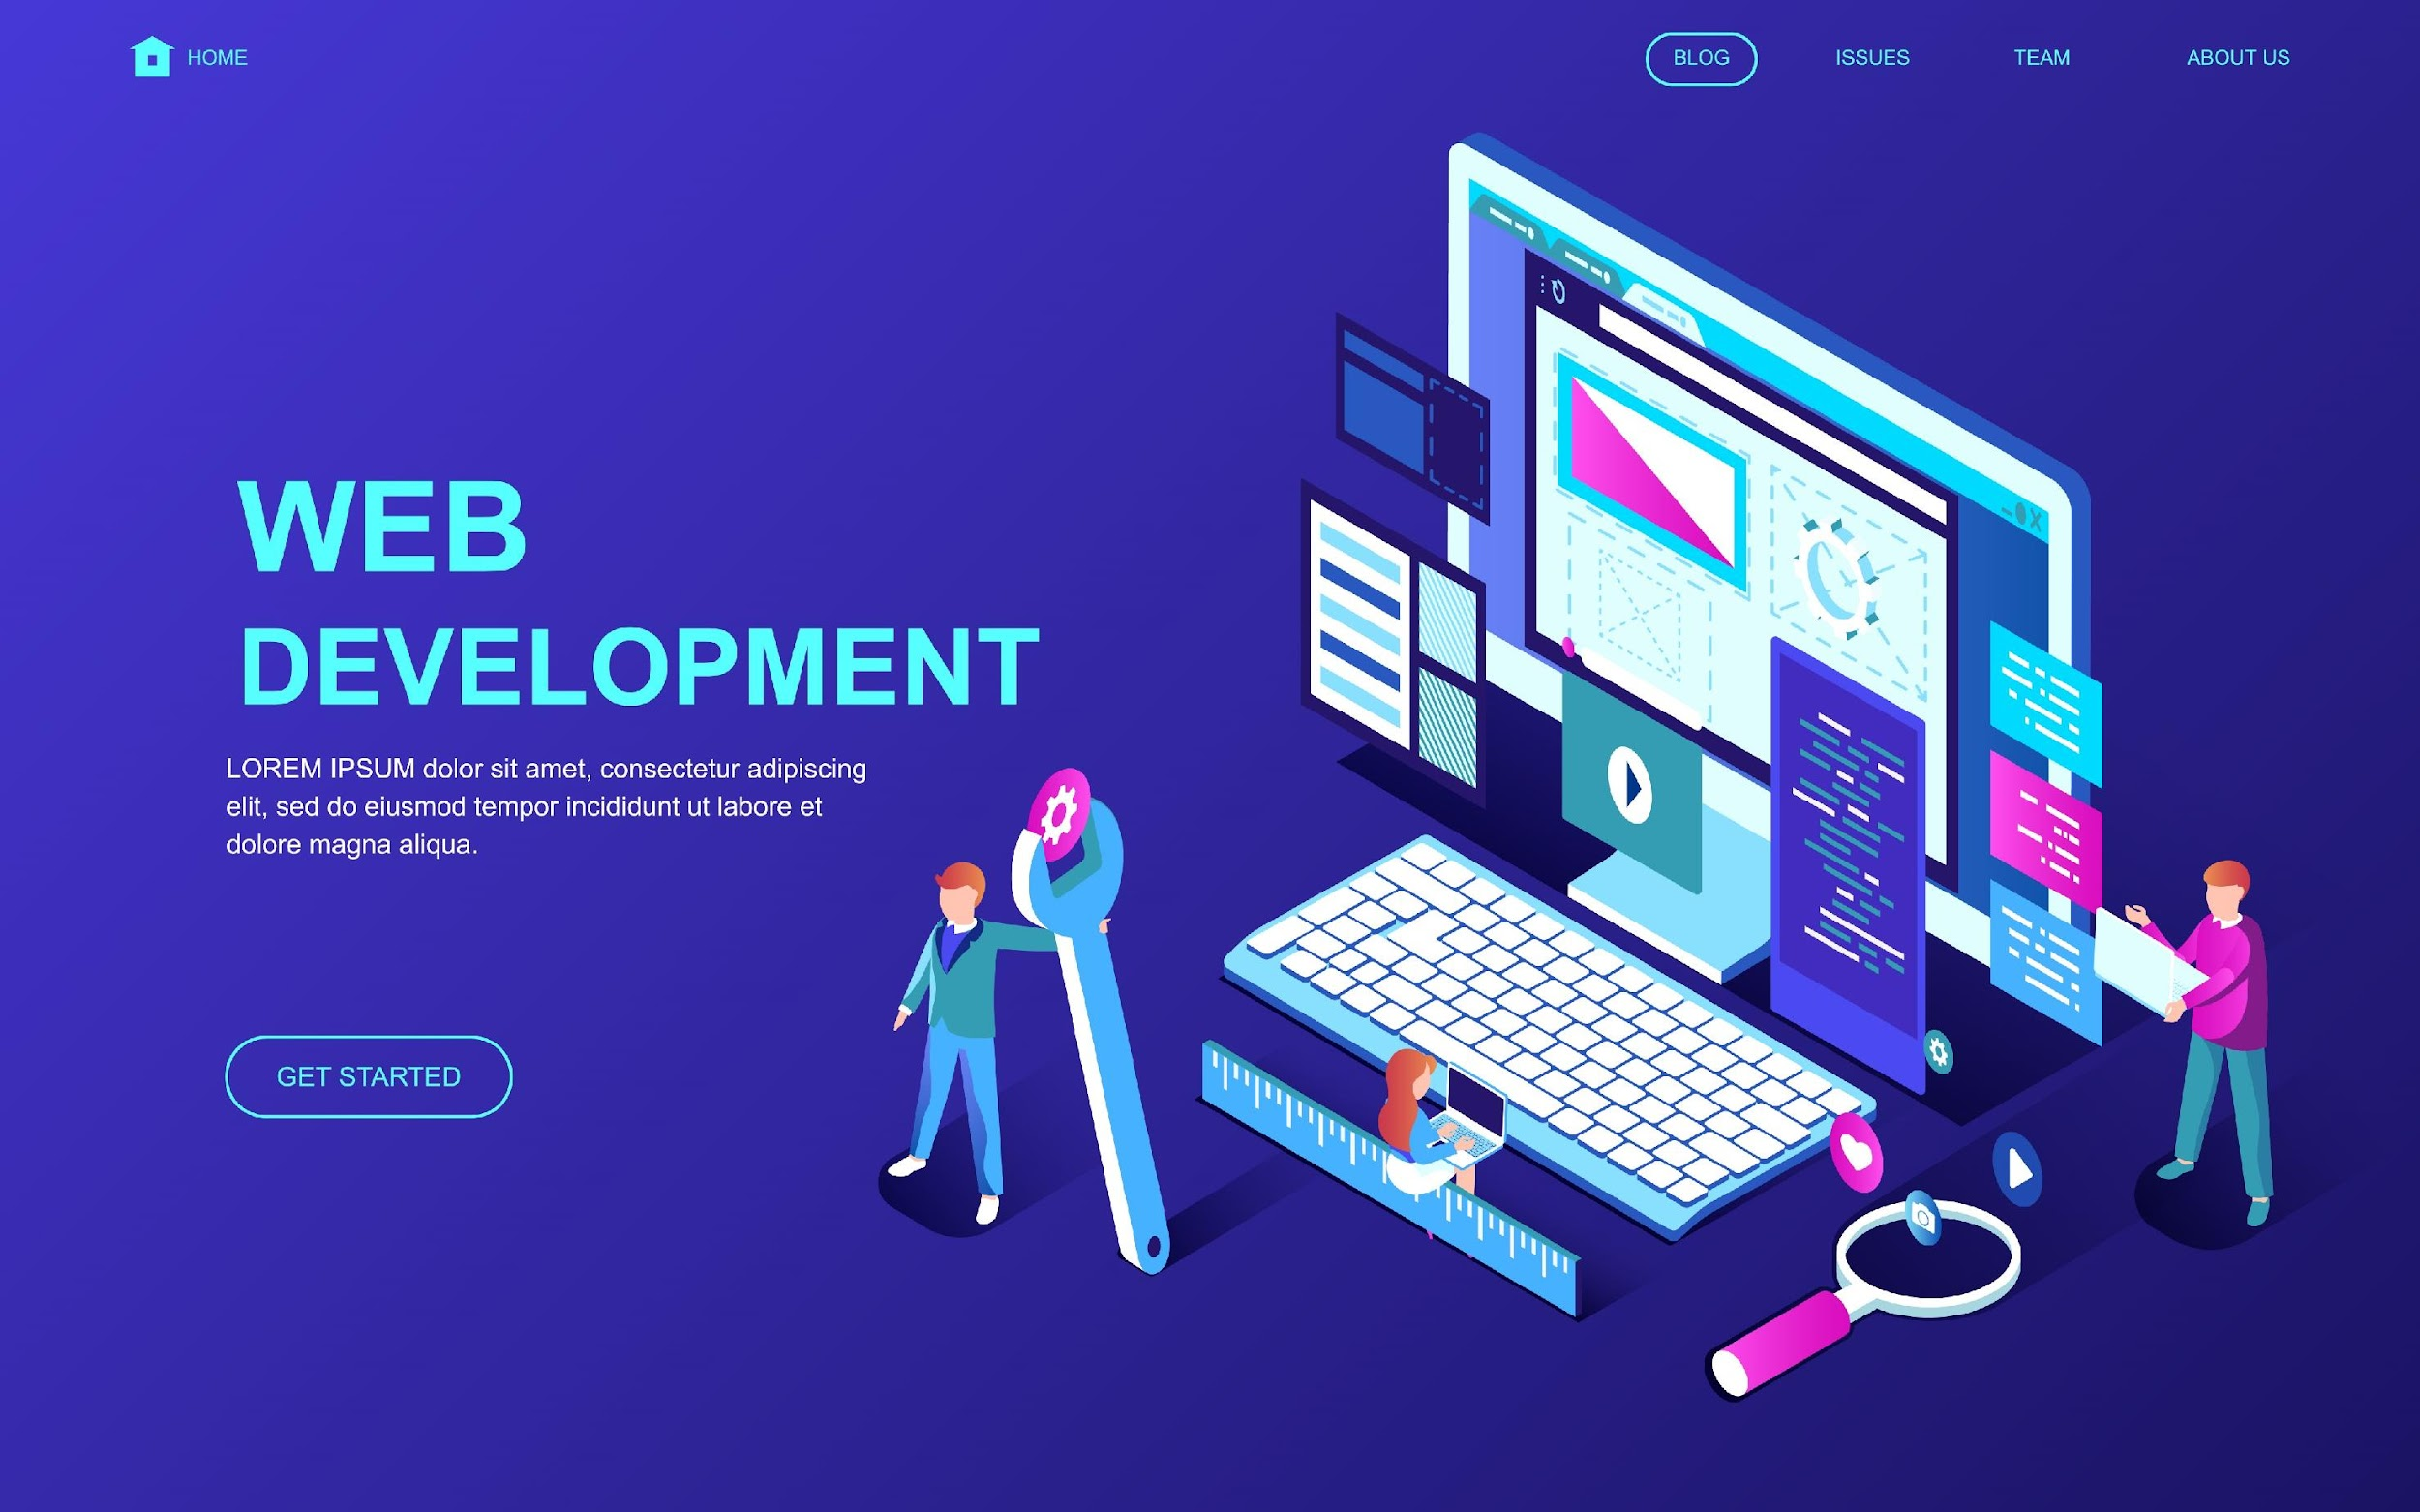 HOME
BLOG
ISSUES
TEAM
ABOUT US
WEB
DEVELOPMENT
LOREM IPSUM dolor sit amet, consectetur adipiscing
elit, sed do eiusmod tempor incididunt ut labore et
dolore magna aliqua.
GET STARTED